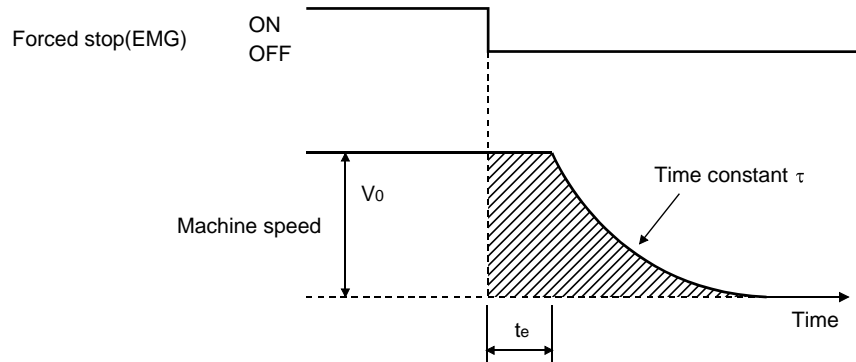 ON
Forced stop(EMG)
OFF
V0
Time constant τ
Machine speed
Time
te